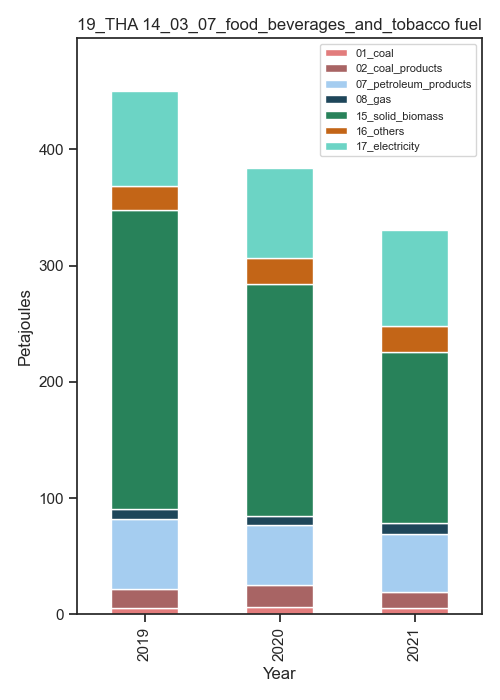 19_THA 14_03_07_food_beverages_and_tobacco fuel
01_coal
02_coal_products
07_petroleum_products
08_gas
15_solid_biomass
16_others
17_electricity
Petajoules
400
300
200
100
0
2019
2020
2021
Year